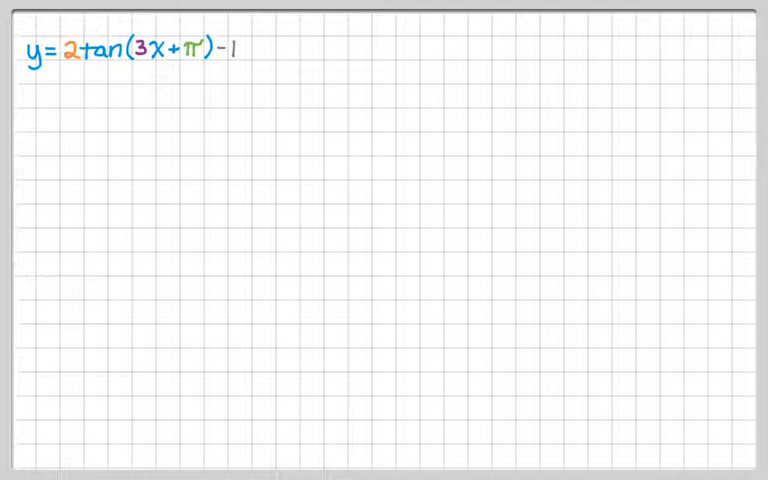 y = 2tan(3x + π) - 1